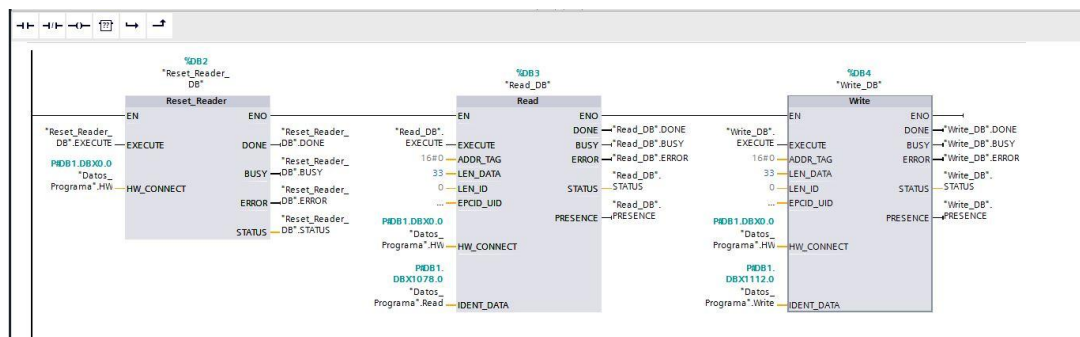 ??
%DB2
"Reset_Reader_
DB"
Reset_Reader
EN ENO
"Reset_Reader_
DB".EXECUTE EXECUTE
P#DB1.DBX0.0
"Datos_
Programa".HW HW_CONNECT
DONE "Reset_Reader_
DB".DONE
BUSY "Reset_Reader_
DB".BUSY
ERROR "Reset_Reader_
DB".ERROR
STATUS "Reset_Reader_
DB".STATUS
%DB3
"Read_DB"
Read
EN ENO
"Read_DB".
EXECUTE EXECUTE
16#0 ADDR_TAG
33 LEN_DATA
0 LEN_ID
... EPCID_UID
P#DB1.DBX0.0
"Datos_
Programa".HW HW_CONNECT
P#DB1.
DBX1078.0
"Datos_
Programa".Read IDENT_DATA
DONE "Read_DB".DONE
BUSY "Read_DB".BUSY
ERROR "Read_DB".ERROR
STATUS "Read_DB".
STATUS
PRESENCE "Read_DB".
PRESENCE
%DB4
"Write_DB"
Write
EN ENO
"Write_DB".
EXECUTE EXECUTE
16#0 ADDR_TAG
33 LEN_DATA
0 LEN_ID
... EPCID_UID
P#DB1.DBX0.0
"Datos_
Programa".HW HW_CONNECT
P#DB1.
DBX1112.0
"Datos_
Programa".Write IDENT_DATA
DONE "Write_DB".DONE
BUSY "Write_DB".BUSY
ERROR "Write_DB".ERROR
STATUS "Write_DB".
STATUS
PRESENCE "Write_DB".
PRESENCE